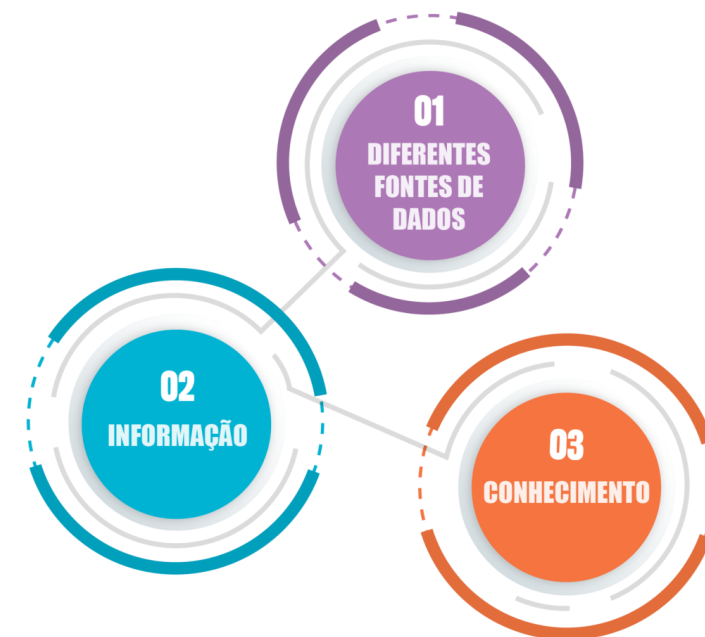 01
DIFERENTES
FONTES DE
DADOS
02
INFORMAÇÃO
03
CONHECIMENTO